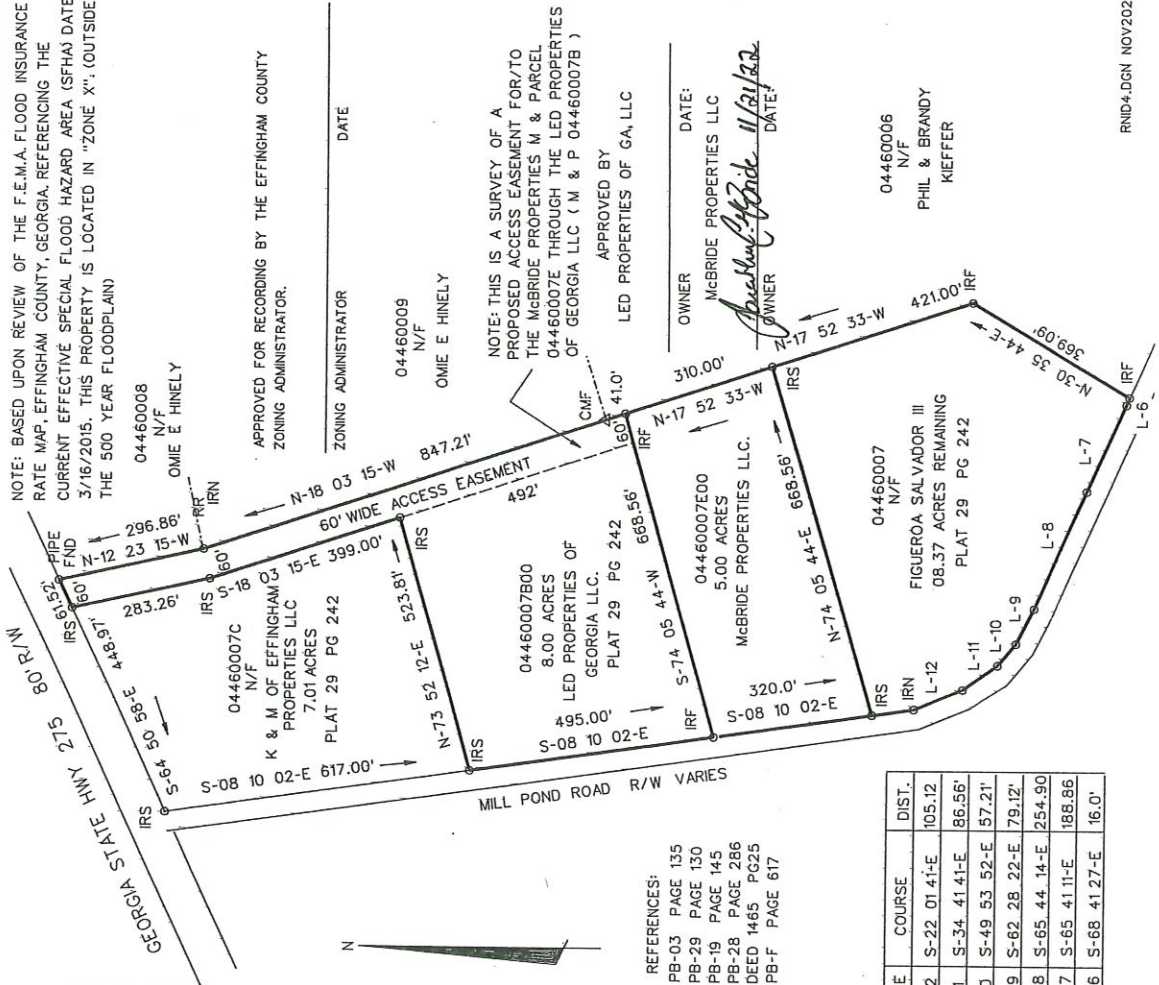 NOTE: BASED UPON REVIEW OF THE F.E.M.A. FLOOD INSURANCE
RATE MAP, EFFINGHAM COUNTY, GEORGIA. REFERENCING THE
CURRENT EFFECTIVE SPECIAL FLOOD HAZARD AREA (SFHA) DATE
3/16/2015. THIS PROPERTY IS LOCATED IN "ZONE X". (OUTSIDE
THE 500 YEAR FLOODPLAIN)
04460008
N/F
OMIE E HINELY
APPROVED FOR RECORDING BY THE EFFINGHAM COUNTY
ZONING ADMINISTRATOR.
ZONING ADMINISTRATOR DATE
04460009
N/F
OMIE E HINELY
NOTE: THIS IS A SURVEY OF A
PROPOSED ACCESS EASEMENT FOR/TO
THE McBRIDE PROPERTIES M & PARCEL
04460007E THROUGH THE LED PROPERTIES
OF GEORGIA LLC ( M & P 04460007B )
APPROVED BY
LED PROPERTIES OF GA, LLC
OWNER DATE:
McBRIDE PROPERTIES LLC
11/21/22
OWNER DATE:
04460006
N/F
PHIL & BRANDY
KIEFFER
RNID4.DGN NOV202
GEORGIA STATE HWY 275 80' R/W
IRS
61.52'
PIPE
FND
60'
N-12 23 15-W
296.86'
RR
IRN
283.26'
IRS
60'
S-64 50 58-E 448.97'
IRS
N-18 03 15-W 847.21'
60' WIDE ACCESS EASEMENT
S-18 03 15-E 399.00'
492'
IRS
CMF
41.0'
60'
IRF
04460007C
N/F
K & M OF EFFINGHAM
PROPERTIES LLC
7.01 ACRES
PLAT 29 PG 242
S-08 10 02-E 617.00'
N-73 52 12-E 523.81'
IRS
04460007B00
8.00 ACRES
LED PROPERTIES OF
GEORGIA LLC.
PLAT 29 PG 242
495.00'
S-08 10 02-E
IRF
S-74 05 44-W 668.56'
310.00'
N-17 52 33-W
IRS
04460007E00
5.00 ACRES
McBRIDE PROPERTIES LLC.
320.0'
S-08 10 02-E
IRS
N-74 05 44-E 668.56'
N-17 52 33-W 421.00'
IRF
N-30 35 44-E
369.09'
IRF
04460007
N/F
FIGUEROA SALVADOR III
08.37 ACRES REMAINING
PLAT 29 PG 242
IRN
L-12
L-11
L-10
L-9
L-8
L-7
L-6
MILL POND ROAD R/W VARIES
N
REFERENCES:
PB-03 PAGE 135
PB-29 PAGE 130
PB-19 PAGE 145
PB-28 PAGE 286
DEED 1465 PG25
PB-F PAGE 617
E COURSE DIST.
2 S-22 01 41-E 105.12
1 S-34 41 41-E 86.56'
0 S-49 53 52-E 57.21'
9 S-62 28 22-E 79.12'
8 S-65 44 14-E 254.90
7 S-65 41 11-E 188.86
6 S-68 41 27-E 16.0'